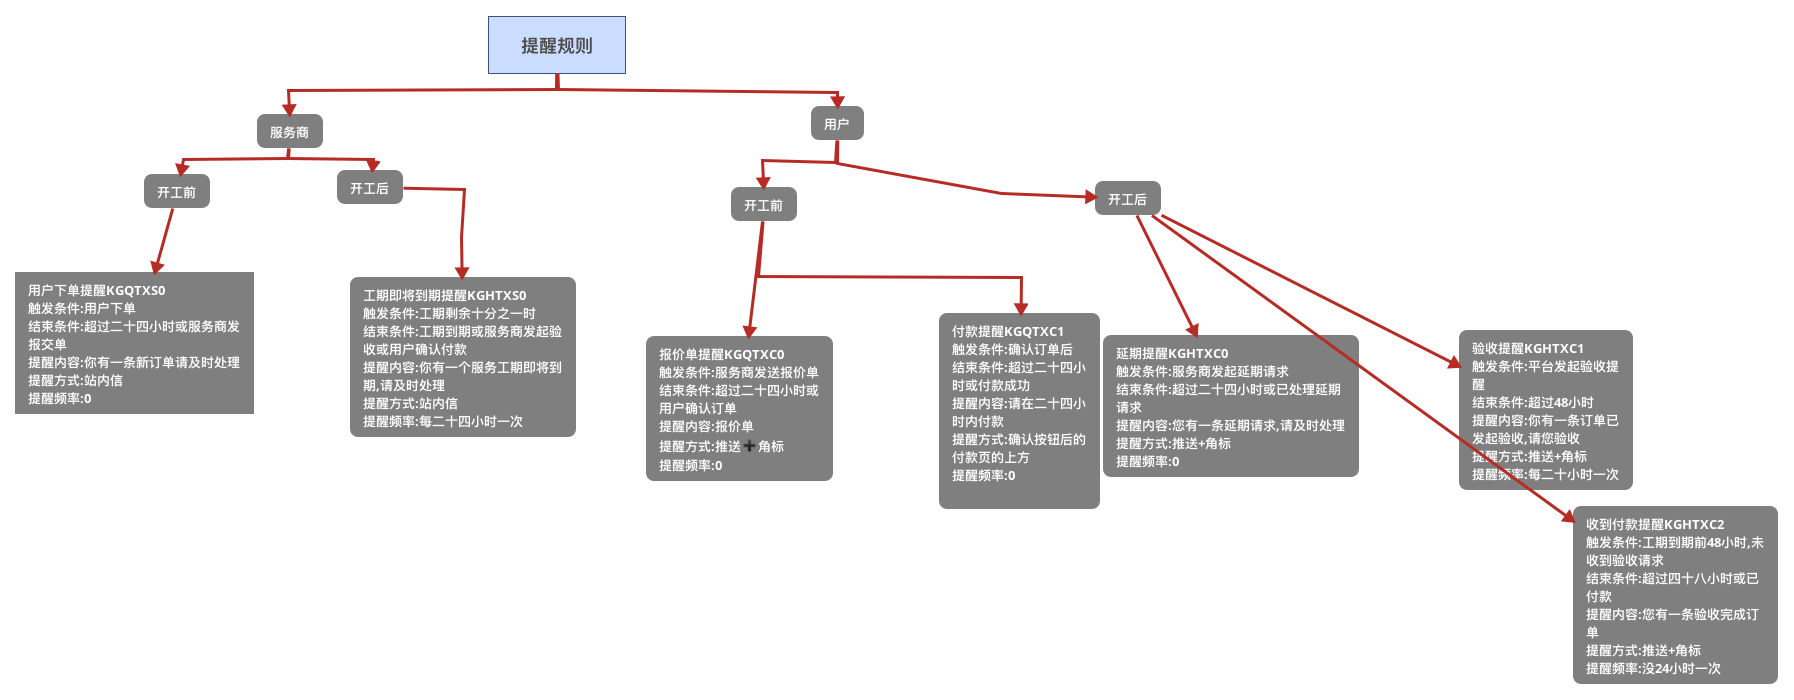 提醒规则
服务商
用户
开工前
开工后
开工前
开工后
用户下单提醒KGQTXS0
触发条件:用户下单
结束条件:超过二十四小时或服务商发
报交单
提醒内容:你有一条新订单请及时处理
提醒方式:站内信
提醒频率:0
工期即将到期提醒KGHTXS0
触发条件:工期剩余十分之一时
结束条件:工期到期或服务商发起验
收或用户确认付款
提醒内容:你有一个服务工期即将到
期,请及时处理
提醒方式:站内信
提醒频率:每二十四小时一次
报价单提醒KGQTXC0
触发条件:服务商发送报价单
结束条件:超过二十四小时或
用户确认订单
提醒内容:报价单
提醒方式:推送➕角标
提醒频率:0
付款提醒KGQTXC1
触发条件:确认订单后
结束条件:超过二十四小
时或付款成功
提醒内容:请在二十四小
时内付款
提醒方式:确认按钮后的
付款页的上方
提醒频率:0
延期提醒KGHTXC0
触发条件:服务商发起延期请求
结束条件:超过二十四小时或已处理延期
请求
提醒内容:您有一条延期请求,请及时处理
提醒方式:推送+角标
提醒频率:0
验收提醒KGHTXC1
触发条件:平台发起验收提
醒
结束条件:超过48小时
提醒内容:你有一条订单已
发起验收,请您验收
提醒方式:推送+角标
提醒频率:每二十小时一次
收到付款提醒KGHTXC2
触发条件:工期到期前48小时,未
收到验收请求
结束条件:超过四十八小时或已
付款
提醒内容:您有一条验收完成订
单
提醒方式:推送+角标
提醒频率:没24小时一次